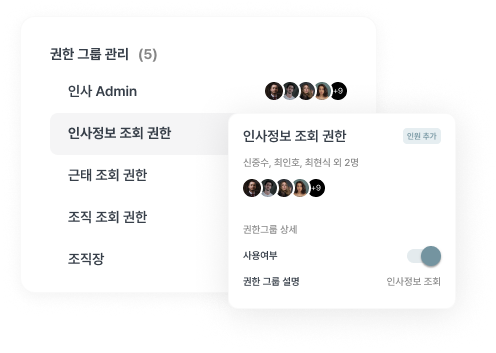 권한 그룹 관리 (5)
인사 Admin
+9
인사정보 조회 권한
근태 조회 권한
조직 조회 권한
조직장
인사정보 조회 권한
인원 추가
신중수, 최인호, 최현식 외 2명
+9
권한그룹 상세
사용여부
권한 그룹 설명
인사정보 조회